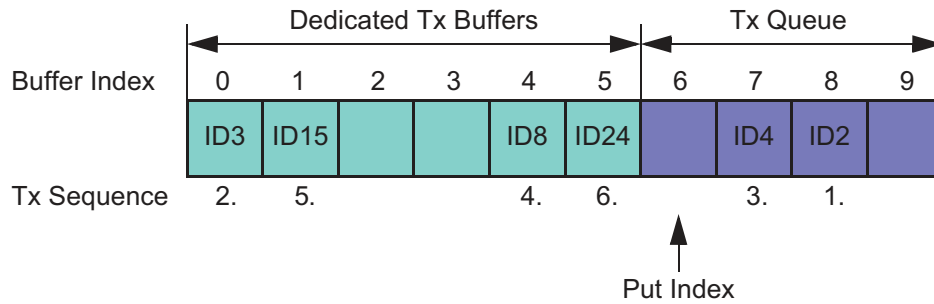 Dedicated Tx Buffers Tx Queue
Buffer Index 0 1 2 3 4 5 6 7 8 9
ID3 ID15 ID8 ID24 ID4 ID2
Tx Sequence 2. 5. 4. 6. 3. 1.
Put Index